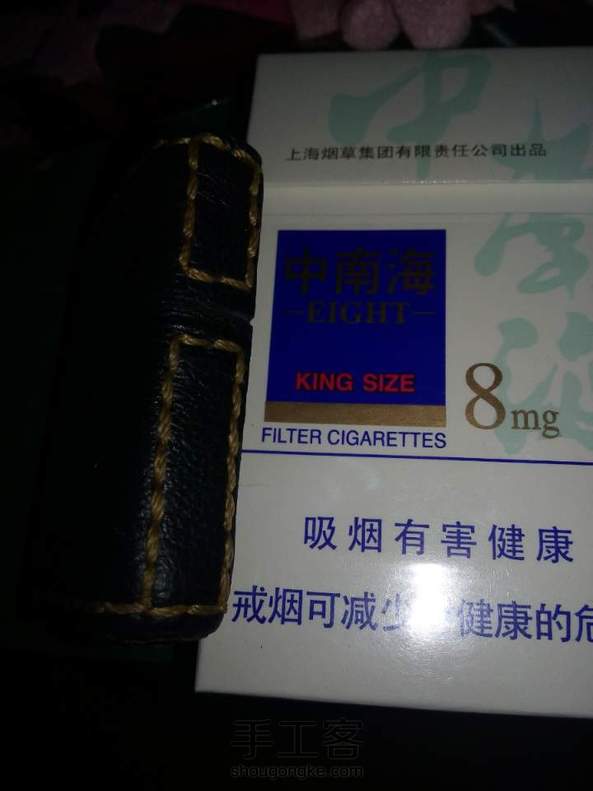 上海烟草集团有限责任公司出品
中南海
EIGHT
KING SIZE
8mg
FILTER CIGARETTES
吸烟有害健康
戒烟可减少 健康的危
手工客
shougongke.com